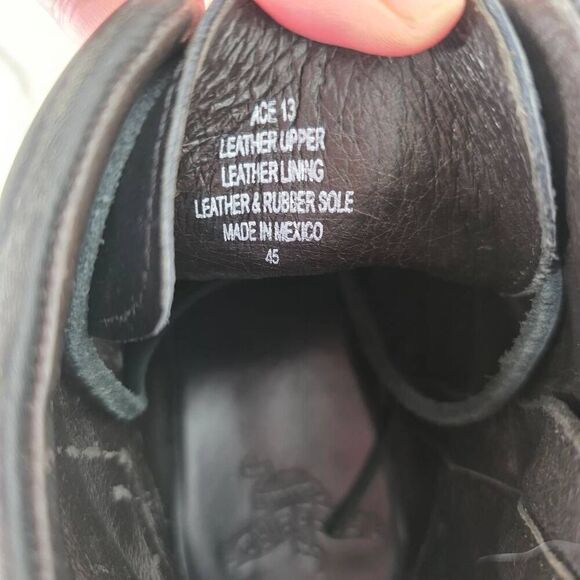 ACE 13
LEATHER UPPER
LEATHER LINING
LEATHER & RUBBER SOLE
MADE IN MEXICO
45